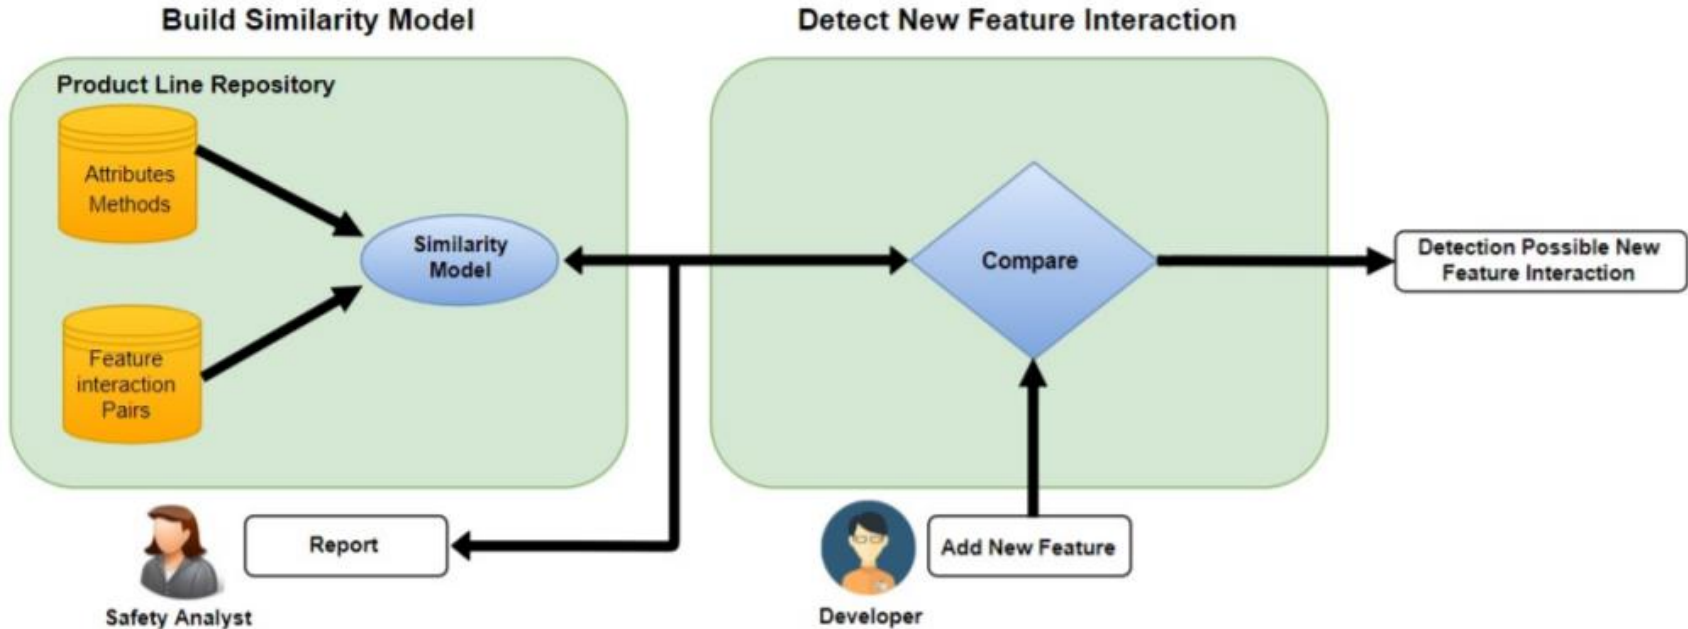 Build Similarity Model
Detect New Feature Interaction
Product Line Repository
Attributes
Methods
Similarity
Model
Feature
interaction
Pairs
Compare
Detection Possible New
Feature Interaction
Report
Safety Analyst
Add New Feature
Developer